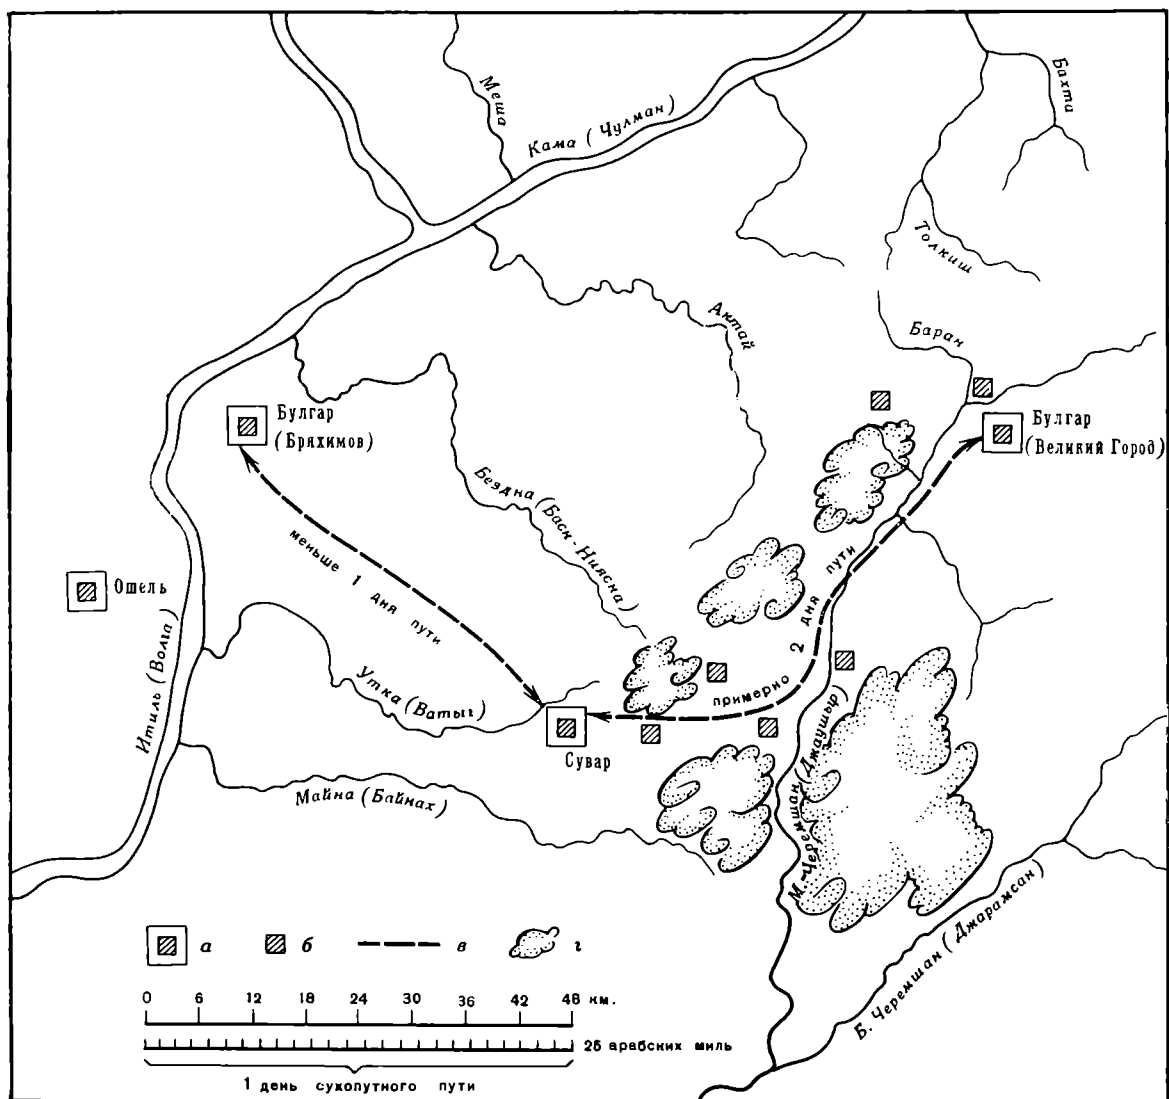 Меша
Кама (Чулман)
Бахта
Толкиш
Актай
Баран
Булгар
(Бряхимов)
Булгар
(Великий Город)
Бездна (Баск-Ниясна)
меньше 1 дня пути
Ошель
примерно 2 дня пути
Итиль (Волга)
Утка (Ватыг)
Сувар
Майна (Байнах)
М-Черемшан (Джаушыр)
Б. Черемшан (Джарамсан)
а б в г
0 6 12 18 24 30 36 42 48 км.
25 арабских миль
1 день сухопутного пути